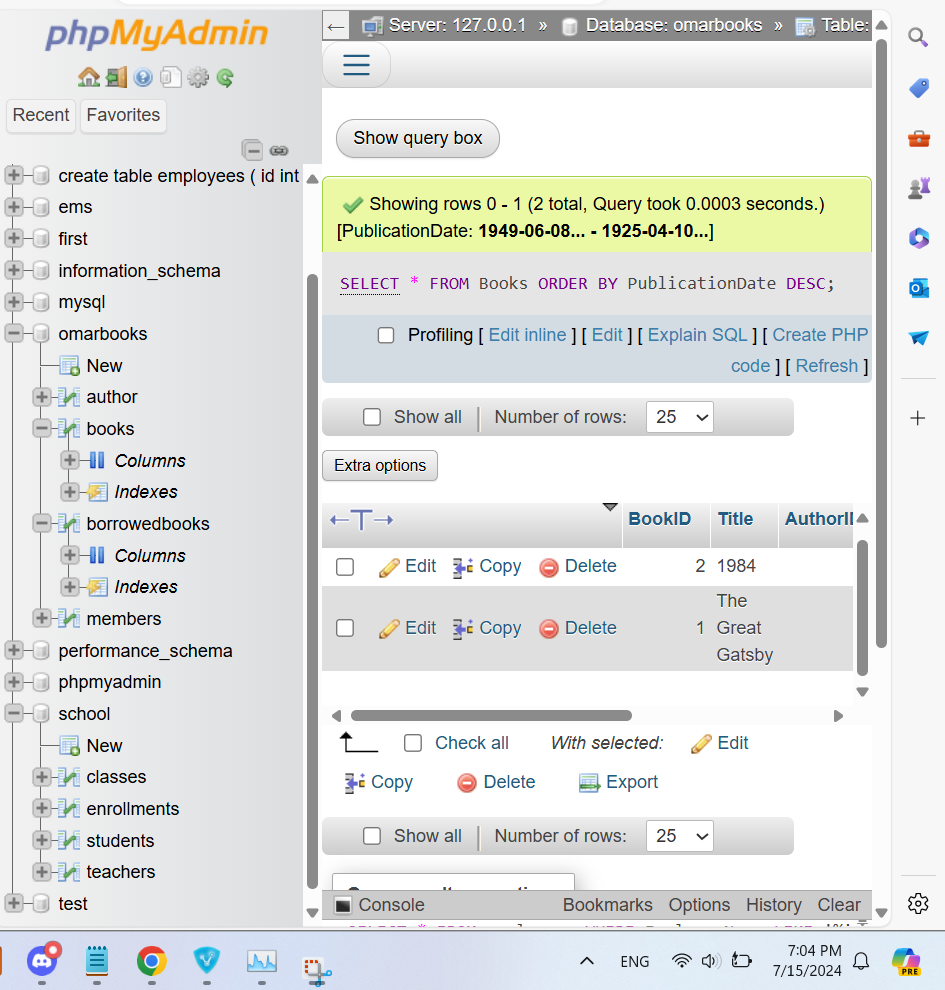 phpMyAdmin
Recent
Favorites
create table employees ( id int
ems
first
information_schema
mysql
omarbooks
New
author
books
Columns
Indexes
borrowedbooks
Columns
Indexes
members
performance_schema
phpmyadmin
school
New
classes
enrollments
students
teachers
test
Server: 127.0.0.1 » Database: omarbooks » Table:
Show query box
Showing rows 0 - 1 (2 total, Query took 0.0003 seconds.)
[PublicationDate: 1949-06-08... - 1925-04-10...]
SELECT * FROM Books ORDER BY PublicationDate DESC;
Profiling [ Edit inline ] [ Edit ] [ Explain SQL ] [ Create PHP
code ] [ Refresh ]
Show all | Number of rows: 25
Extra options
←T→ BookID Title AuthorI
Edit Copy Delete 2 1984
Edit Copy Delete 1 The
Great
Gatsby
Check all With selected: Edit
Copy Delete Export
Show all | Number of rows: 25
Console Bookmarks Options History Clear
ENG
7:04 PM
7/15/2024
PRE